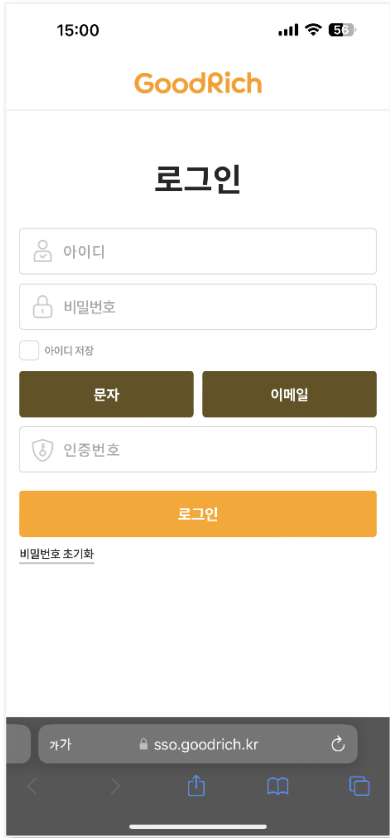 15:00
56
GoodRich
로그인
아이디
비밀번호
아이디 저장
문자 이메일
인증번호
로그인
비밀번호 초기화
가가 sso.goodrich.kr